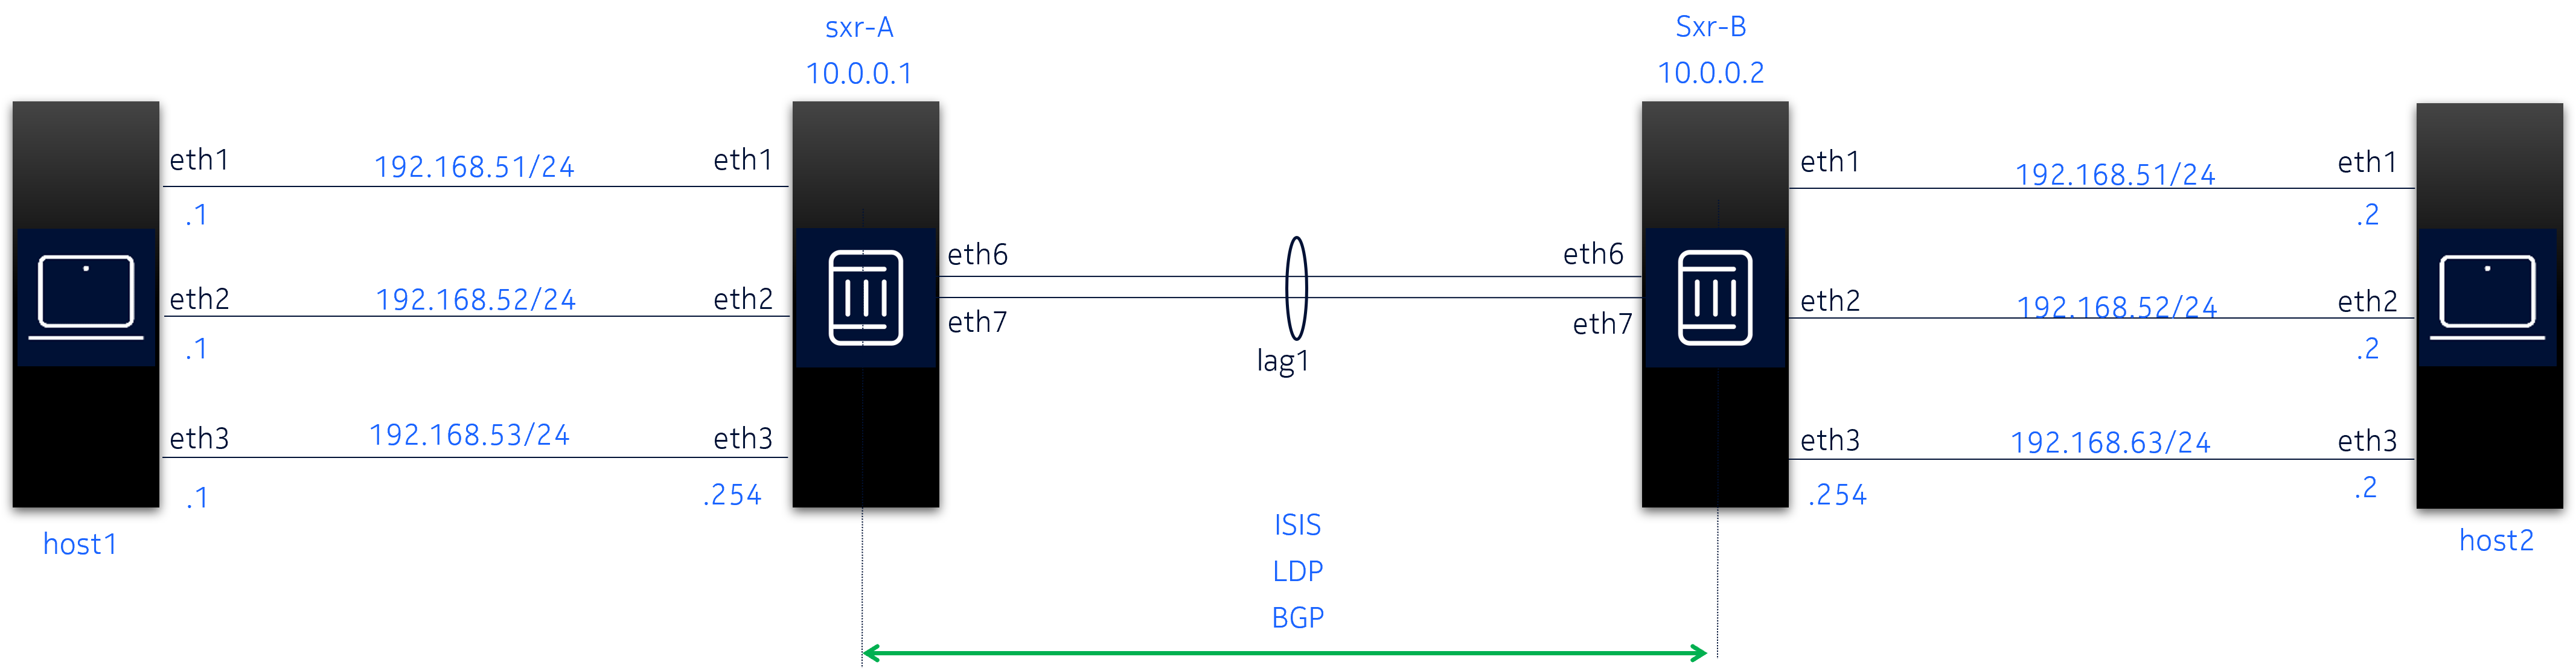 sxr-A
10.0.0.1
Sxr-B
10.0.0.2
eth1
192.168.51/24
eth1
.1
eth2
192.168.52/24
eth2
.1
eth3
192.168.53/24
eth3
.1
.254
host1
eth6
eth6
eth7
eth7
lag1
ISIS
LDP
BGP
eth1
192.168.51/24
eth1
.2
eth2
192.168.52/24
eth2
.2
eth3
192.168.63/24
eth3
.254
.2
host2